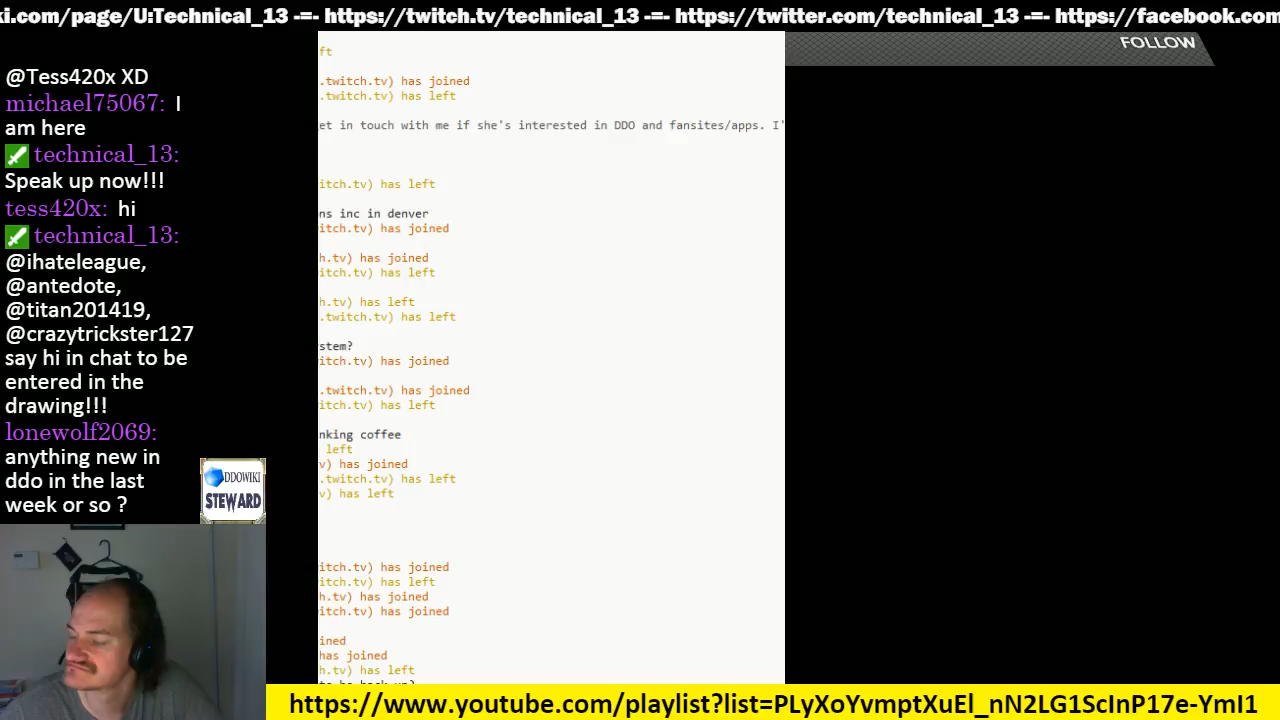 ki.com/page/U:Technical_13 -=- https://twitch.tv/technical_13 -=- https://twitter.com/technical_13 -=- https://facebook.com
FOLLOW
@Tess420x XD
michael75067: I
am here
technical_13:
Speak up now!!!
tess420x: hi
technical_13:
@ihateleague,
@antedote,
@titan201419,
@crazytrickster127
say hi in chat to be
entered in the
drawing!!!
lonewolf2069:
anything new in
ddo in the last
week or so ?
DDOWIKI
STEWARD
ft
.twitch.tv) has joined
.twitch.tv) has left
et in touch with me if she's interested in DDO and fansites/apps. I'
itch.tv) has left
ns inc in denver
witch.tv) has joined
h.tv) has joined
itch.tv) has left
h.tv) has left
.twitch.tv) has left
stem?
itch.tv) has joined
.twitch.tv) has joined
itch.tv) has left
nking coffee
left
v) has joined
.twitch.tv) has left
v) has left
itch.tv) has joined
itch.tv) has left
h.tv) has joined
witch.tv) has joined
ined
has joined
h.tv) has left
https://www.youtube.com/playlist?list=PLyXoYvmptXuEl_nN2LG1ScInP17e-YmI1